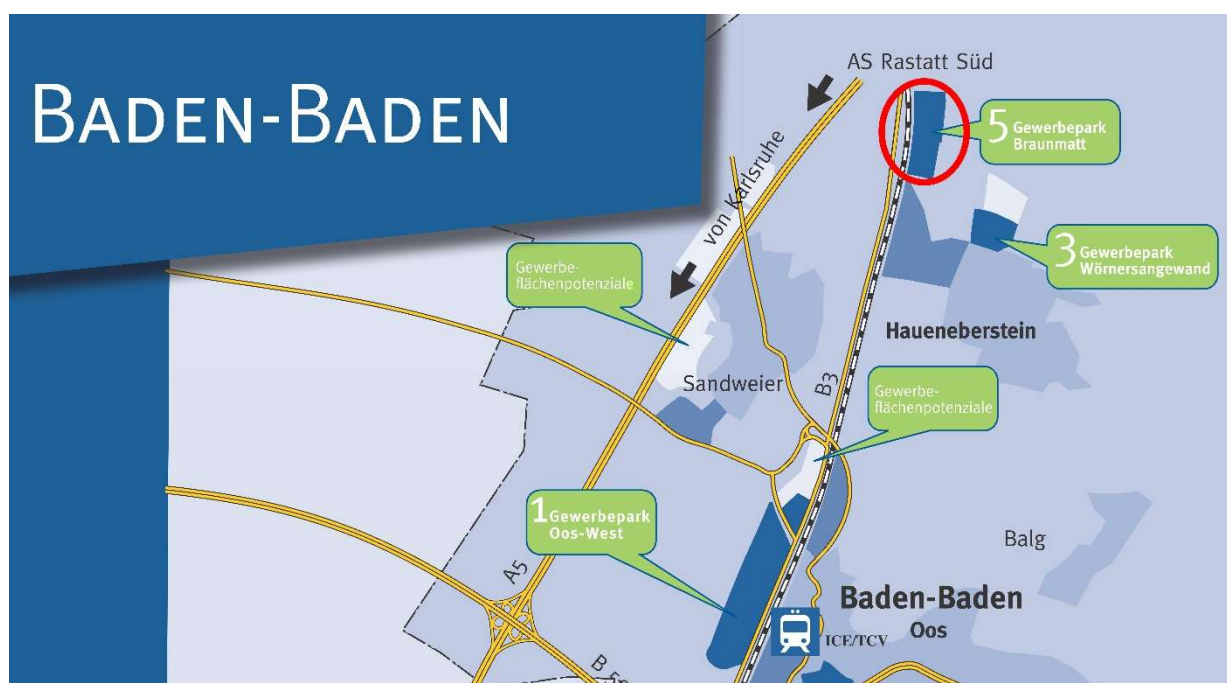 BADEN-BADEN
AS Rastatt Süd
5 Gewerbepark
Braunmatt
von Karlsruhe
3 Gewerbepark
Wörnersangewand
Gewerbe-
flächenpotenziale
Haueneberstein
Sandweier
B3
Gewerbe-
flächenpotenziale
1 Gewerbepark
Oos-West
A5
Balg
Baden-Baden
Oos
ICE/TCV
B